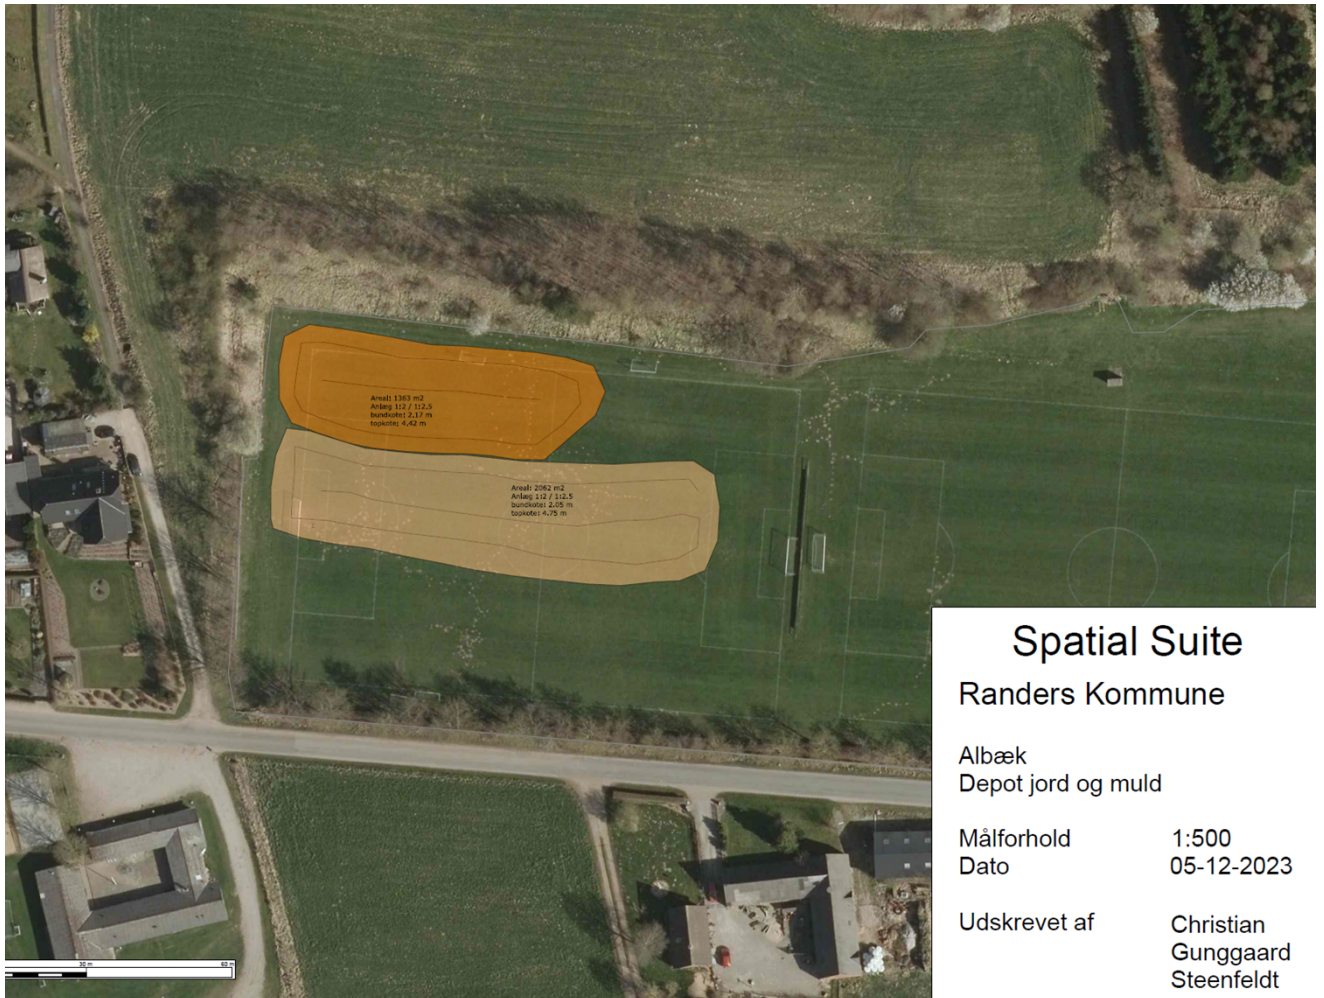 Areal: 1363 m2
Anlæg 1:2 / 1:2.5
bundkote: 2.17 m
topkote: 4.42 m
Areal: 2062 m2
Anlæg 1:2 / 1:2.5
bundkote: 2.05 m
topkote: 4.75 m
Spatial Suite
Randers Kommune
Albæk
Depot jord og muld
Målforhold 1:500
Dato 05-12-2023
Udskrevet af Christian
Gunggaard
Steenfeldt
30 m 60 m